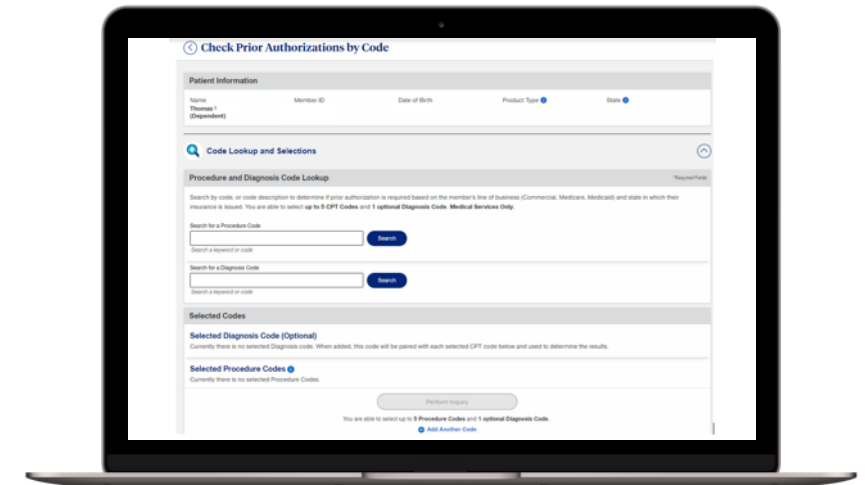 Check Prior Authorizations by Code
Patient Information
Name Member ID Date of Birth Product Type State
Thomas
(Dependent)
Code Lookup and Selections
Procedure and Diagnosis Code Lookup *Required Fields
Search by code, or code description to determine if prior authorization is required based on the member's line of business (Commercial, Medicare, Medicaid) and state in which their
insurance is issued. You are able to select up to 5 CPT Codes and 1 optional Diagnosis Code. Medical Services Only.
Search for a Procedure Code
Search
Search a keyword or code
Search for a Diagnosis Code
Search
Search a keyword or code
Selected Codes
Selected Diagnosis Code (Optional)
Currently there is no selected Diagnosis code. When added, this code will be paired with each selected CPT code below and used to determine the results.
Selected Procedure Codes
Currently there is no selected Procedure Codes.
Perform Inquiry
You are able to select up to 5 Procedure Codes and 1 optional Diagnosis Code.
Add Another Code